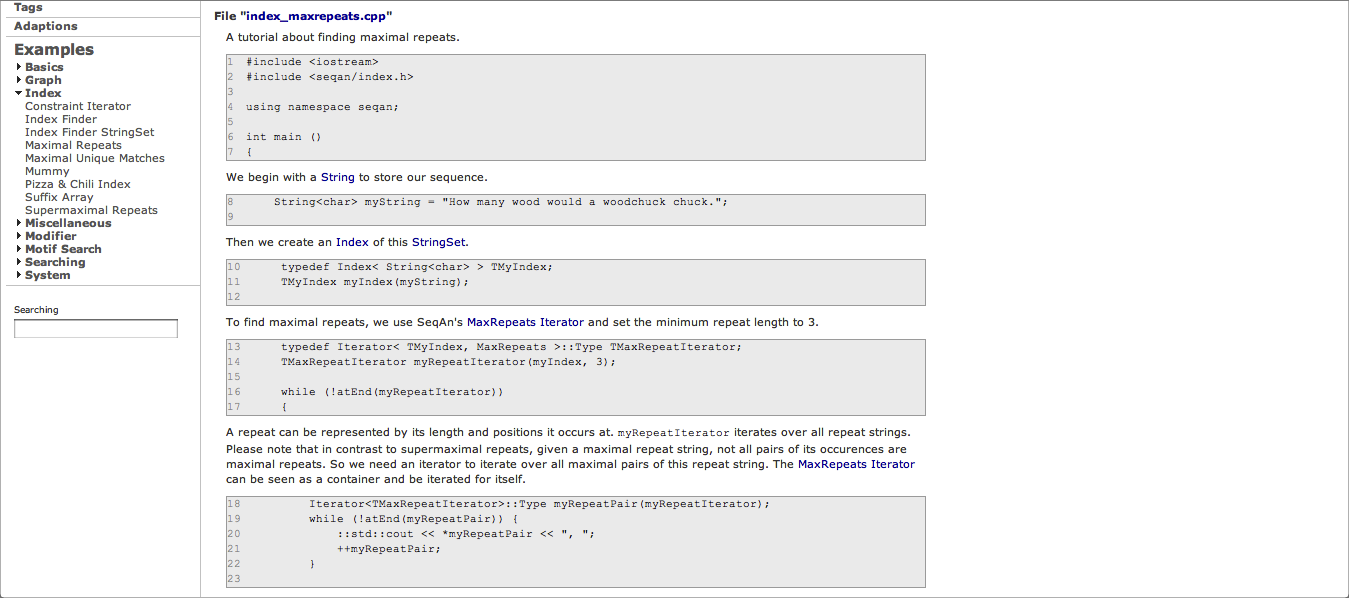 Tags
Adaptions
Examples
Basics
Graph
Index
Constraint Iterator
Index Finder
Index Finder StringSet
Maximal Repeats
Maximal Unique Matches
Mummy
Pizza & Chili Index
Suffix Array
Supermaximal Repeats
Miscellaneous
Modifier
Motif Search
Searching
System
Searching
File "index_maxrepeats.cpp"
A tutorial about finding maximal repeats.
1 #include <iostream>
2 #include <seqan/index.h>
3
4 using namespace seqan;
5
6 int main ()
7 {
We begin with a String to store our sequence.
8     String<char> myString = "How many wood would a woodchuck chuck.";
9
Then we create an Index of this StringSet.
10     typedef Index< String<char> > TMyIndex;
11     TMyIndex myIndex(myString);
12
To find maximal repeats, we use SeqAn's MaxRepeats Iterator and set the minimum repeat length to 3.
13     typedef Iterator< TMyIndex, MaxRepeats >::Type TMaxRepeatIterator;
14     TMaxRepeatIterator myRepeatIterator(myIndex, 3);
15
16     while (!atEnd(myRepeatIterator))
17     {
A repeat can be represented by its length and positions it occurs at. myRepeatIterator iterates over all repeat strings.
Please note that in contrast to supermaximal repeats, given a maximal repeat string, not all pairs of its occurences are
maximal repeats. So we need an iterator to iterate over all maximal pairs of this repeat string. The MaxRepeats Iterator
can be seen as a container and be iterated for itself.
18         Iterator<TMaxRepeatIterator>::Type myRepeatPair(myRepeatIterator);
19         while (!atEnd(myRepeatPair)) {
20             ::std::cout << *myRepeatPair << ", ";
21             ++myRepeatPair;
22         }
23